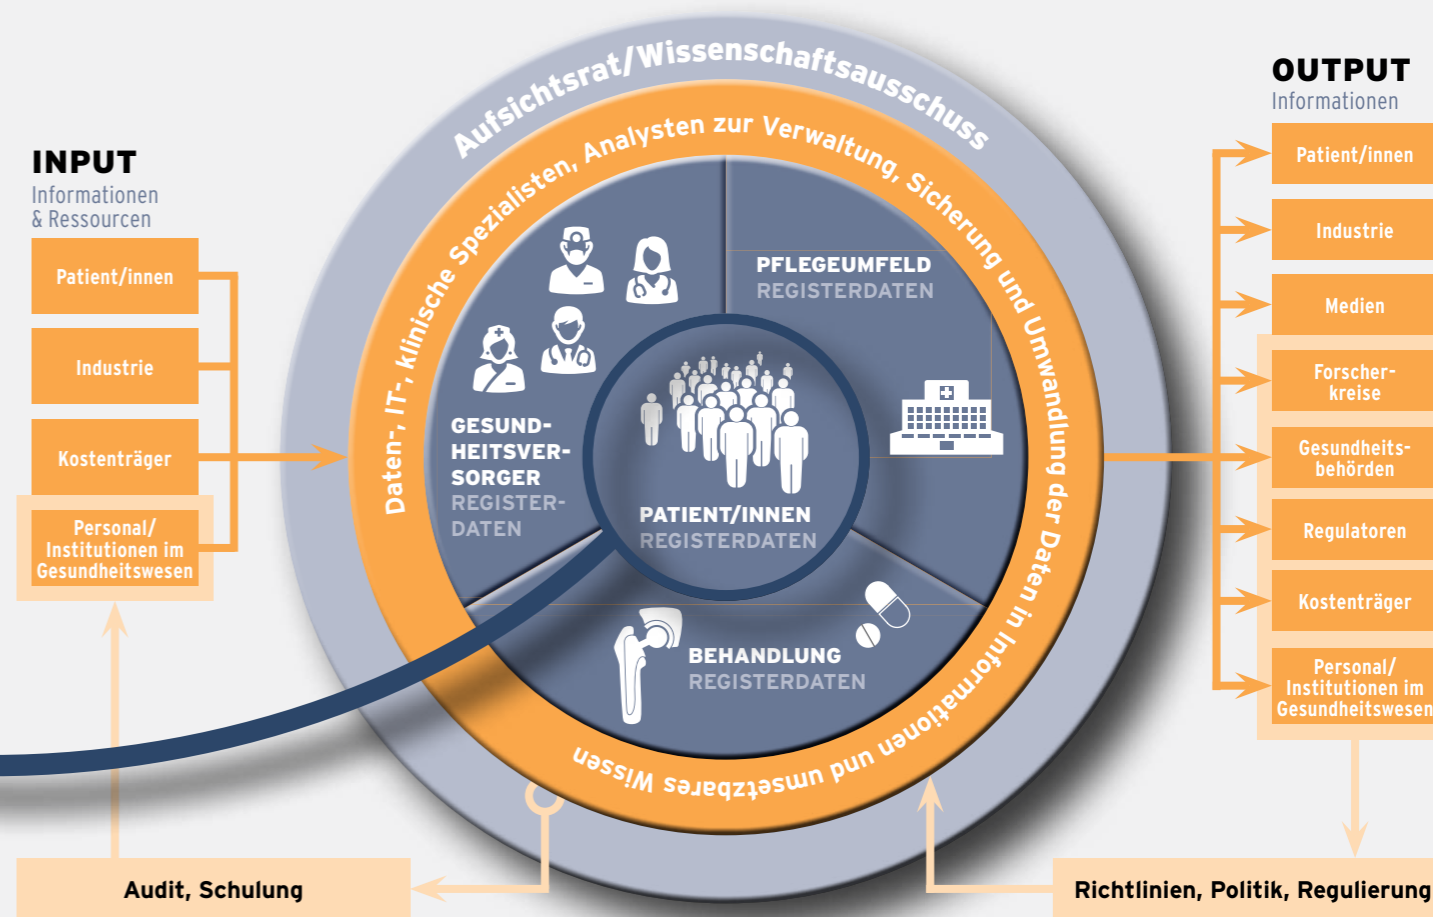 Aufsichtsrat/Wissenschaftsausschuss
Daten-, IT-, klinische Spezialisten, Analysten zur Verwaltung, Sicherung und Umwandlung der Daten in Informationen und umsetzbares Wissen
INPUT
Informationen
& Ressourcen
Patient/innen
Industrie
Kostenträger
Personal/
Institutionen im
Gesundheitswesen
GESUND-
HEITSVER-
SORGER
REGISTER-
DATEN
PFLEGEUMFELD
REGISTERDATEN
PATIENT/INNEN
REGISTERDATEN
BEHANDLUNG
REGISTERDATEN
OUTPUT
Informationen
Patient/innen
Industrie
Medien
Forscher-
kreise
Gesundheits-
behörden
Regulatoren
Kostenträger
Personal/
Institutionen im
Gesundheitswesen
Audit, Schulung
Richtlinien, Politik, Regulierung